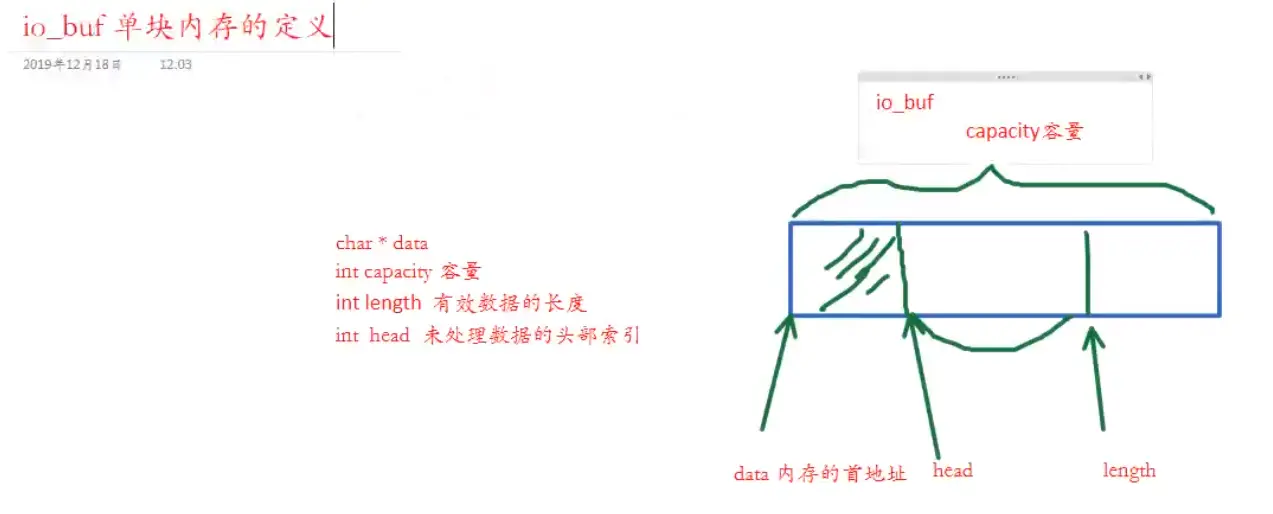 io_buf 单块内存的定义
2019年12月18日 12:03
io_buf
capacity容量
char * data
int capacity 容量
int length 有效数据的长度
int head 未处理数据的头部索引
data 内存的首地址
head
length